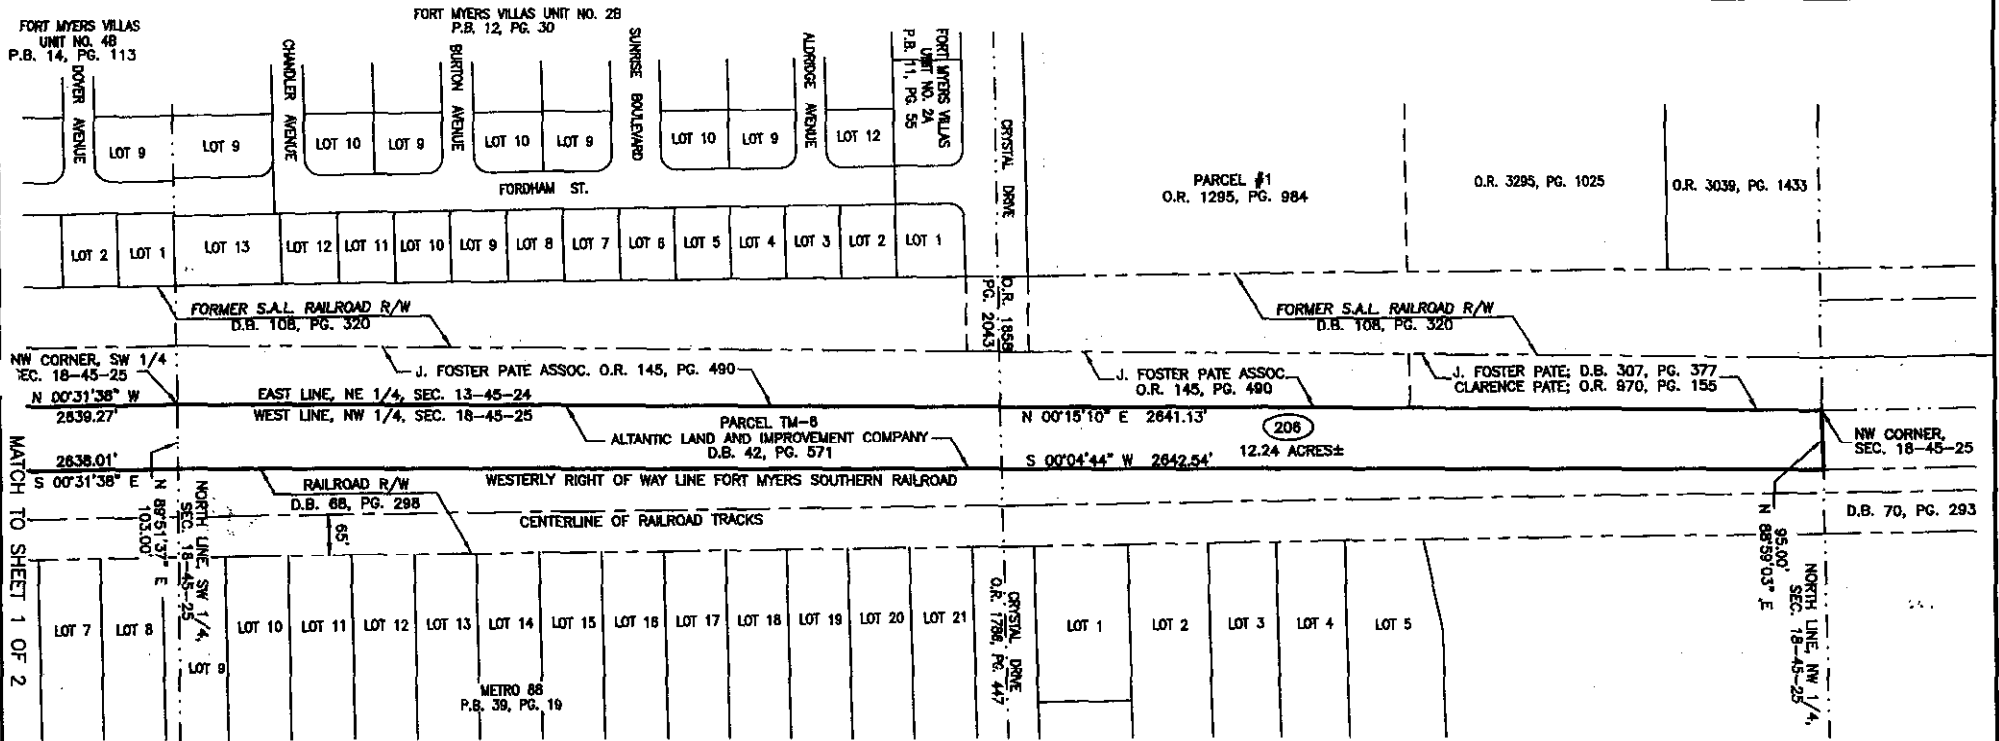 FORT MYERS VILLAS
UNIT NO. 4B
P.B. 14, PG. 113
FORT MYERS VILLAS UNIT NO. 2B
P.B. 12, PG. 30
DOVER AVENUE
CHANDLER AVENUE
BURTON AVENUE
SUNRISE BOULEVARD
ALDRIDGE AVENUE
FORT MYERS VILLAS
UNIT NO. 2A
P.B. 11, PG. 55
CRYSTAL DRIVE
LOT 9
LOT 9
LOT 10
LOT 9
LOT 10
LOT 9
LOT 10
LOT 9
LOT 12
FORDHAM ST.
PARCEL #1
O.R. 1295, PG. 984
O.R. 3295, PG. 1025
O.R. 3039, PG. 1433
LOT 2
LOT 1
LOT 13
LOT 12
LOT 11
LOT 10
LOT 9
LOT 8
LOT 7
LOT 6
LOT 5
LOT 4
LOT 3
LOT 2
LOT 1
O.R. 1858
PG. 2043
FORMER S.A.L. RAILROAD R/W
D.B. 108, PG. 320
FORMER S.A.L. RAILROAD R/W
D.B. 108, PG. 320
NW CORNER, SW 1/4
SEC. 18-45-25
J. FOSTER PATE ASSOC. O.R. 145, PG. 490
J. FOSTER PATE ASSOC.
O.R. 145, PG. 490
J. FOSTER PATE; D.B. 307, PG. 377
CLARENCE PATE; O.R. 970, PG. 155
N 00°31'38" W
2639.27'
EAST LINE, NE 1/4, SEC. 13-45-24
WEST LINE, NW 1/4, SEC. 18-45-25
PARCEL TM-6
ALTANTIC LAND AND IMPROVEMENT COMPANY
D.B. 42, PG. 571
N 00°15'10" E 2641.13'
206
12.24 ACRES±
S 00°04'44" W 2642.54'
NW CORNER,
SEC. 18-45-25
2638.01'
S 00°31'38" E
N 89°51'37" E
103.00'
NORTH LINE, SW 1/4,
SEC. 18-45-25
RAILROAD R/W
D.B. 68, PG. 298
WESTERLY RIGHT OF WAY LINE FORT MYERS SOUTHERN RAILROAD
CENTERLINE OF RAILROAD TRACKS
65'
D.B. 70, PG. 293
95.00'
N 88°59'03" E
NORTH LINE, NW 1/4,
SEC. 18-45-25
MATCH TO SHEET 1 OF 2
LOT 7
LOT 8
LOT 9
LOT 10
LOT 11
LOT 12
LOT 13
LOT 14
LOT 15
LOT 16
LOT 17
LOT 18
LOT 19
LOT 20
LOT 21
CRYSTAL DRIVE
O.R. 1786, PG. 447
LOT 1
LOT 2
LOT 3
LOT 4
LOT 5
METRO 88
P.B. 39, PG. 19